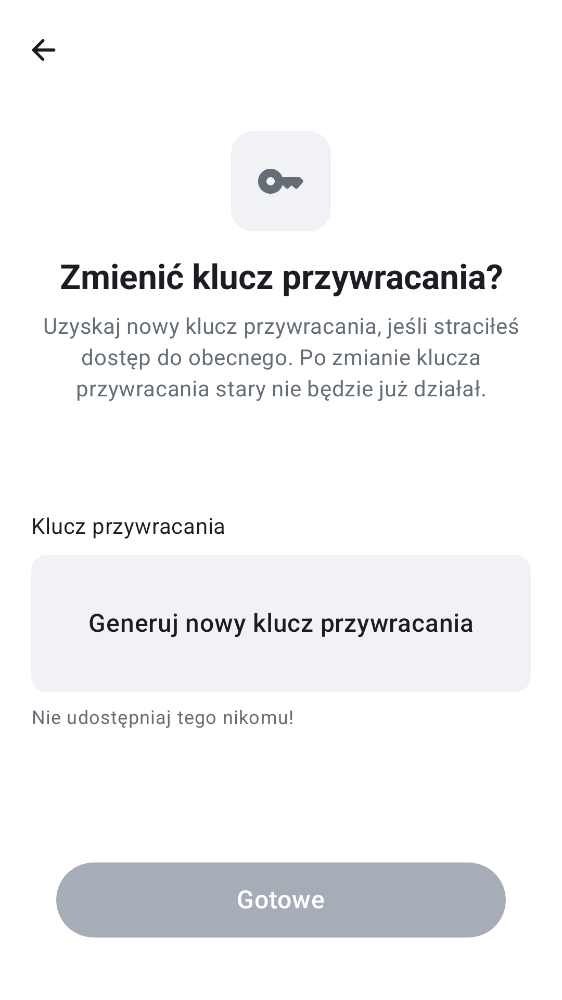 Zmienić klucz przywracania?
Uzyskaj nowy klucz przywracania, jeśli straciłeś
dostęp do obecnego. Po zmianie klucza
przywracania stary nie będzie już działał.
Klucz przywracania
Generuj nowy klucz przywracania
Nie udostępniaj tego nikomu!
Gotowe